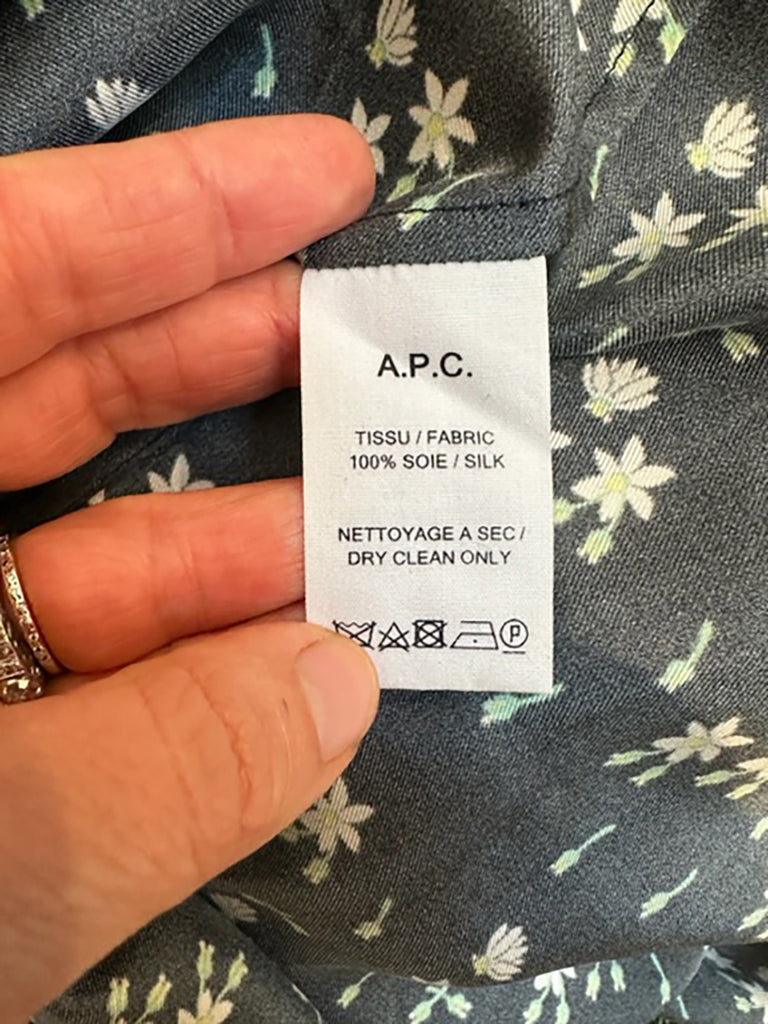 A.P.C.
TISSU / FABRIC
100% SOIE / SILK
NETTOYAGE A SEC /
DRY CLEAN ONLY
P